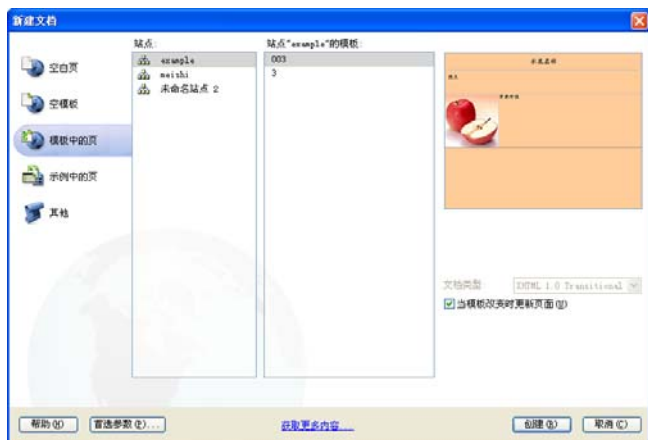 新建文档
空白页
空模板
模板中的页
示例中的页
其他
站点:
example
meishi
未命名站点 2
站点"example"的模板:
003
3
文档类型:
XHTML 1.0 Transitional
当模板改变时更新页面(U)
帮助(H)
首选参数(P)...
获取更多内容...
创建(R)
取消(C)